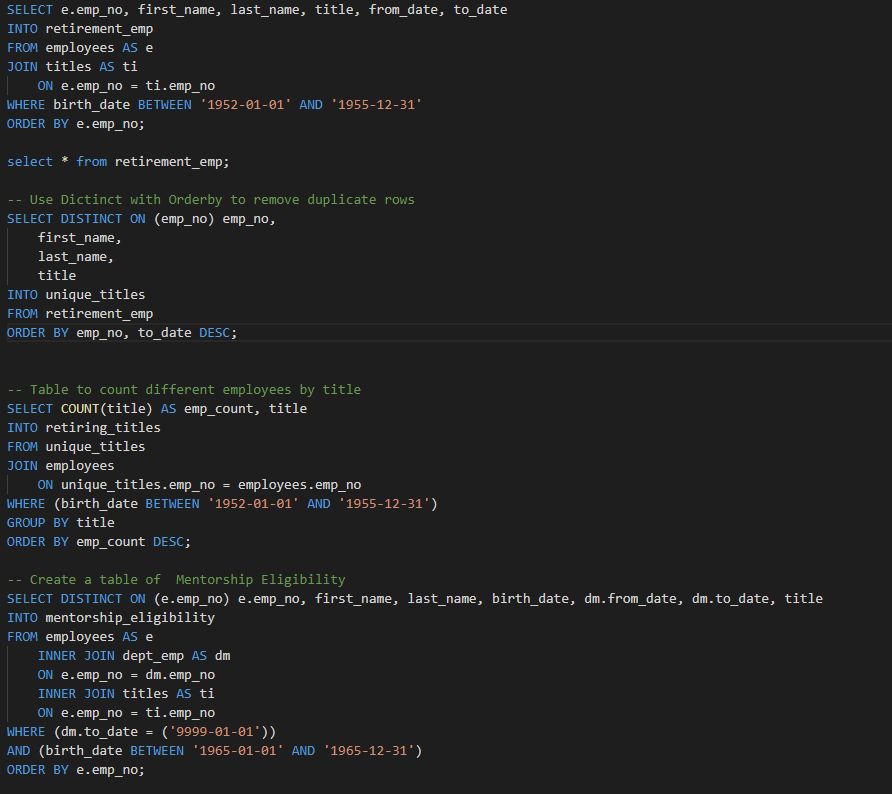 SELECT e.emp_no, first_name, last_name, title, from_date, to_date
INTO retirement_emp
FROM employees AS e
JOIN titles AS ti
ON e.emp_no = ti.emp_no
WHERE birth_date BETWEEN '1952-01-01' AND '1955-12-31'
ORDER BY e.emp_no;
select * from retirement_emp;
-- Use Dictinct with Orderby to remove duplicate rows
SELECT DISTINCT ON (emp_no) emp_no,
first_name,
last_name,
title
INTO unique_titles
FROM retirement_emp
ORDER BY emp_no, to_date DESC;
-- Table to count different employees by title
SELECT COUNT(title) AS emp_count, title
INTO retiring_titles
FROM unique_titles
JOIN employees
ON unique_titles.emp_no = employees.emp_no
WHERE (birth_date BETWEEN '1952-01-01' AND '1955-12-31')
GROUP BY title
ORDER BY emp_count DESC;
-- Create a table of  Mentorship Eligibility
SELECT DISTINCT ON (e.emp_no) e.emp_no, first_name, last_name, birth_date, dm.from_date, dm.to_date, title
INTO mentorship_eligibility
FROM employees AS e
INNER JOIN dept_emp AS dm
ON e.emp_no = dm.emp_no
INNER JOIN titles AS ti
ON e.emp_no = ti.emp_no
WHERE (dm.to_date = ('9999-01-01'))
AND (birth_date BETWEEN '1965-01-01' AND '1965-12-31')
ORDER BY e.emp_no;